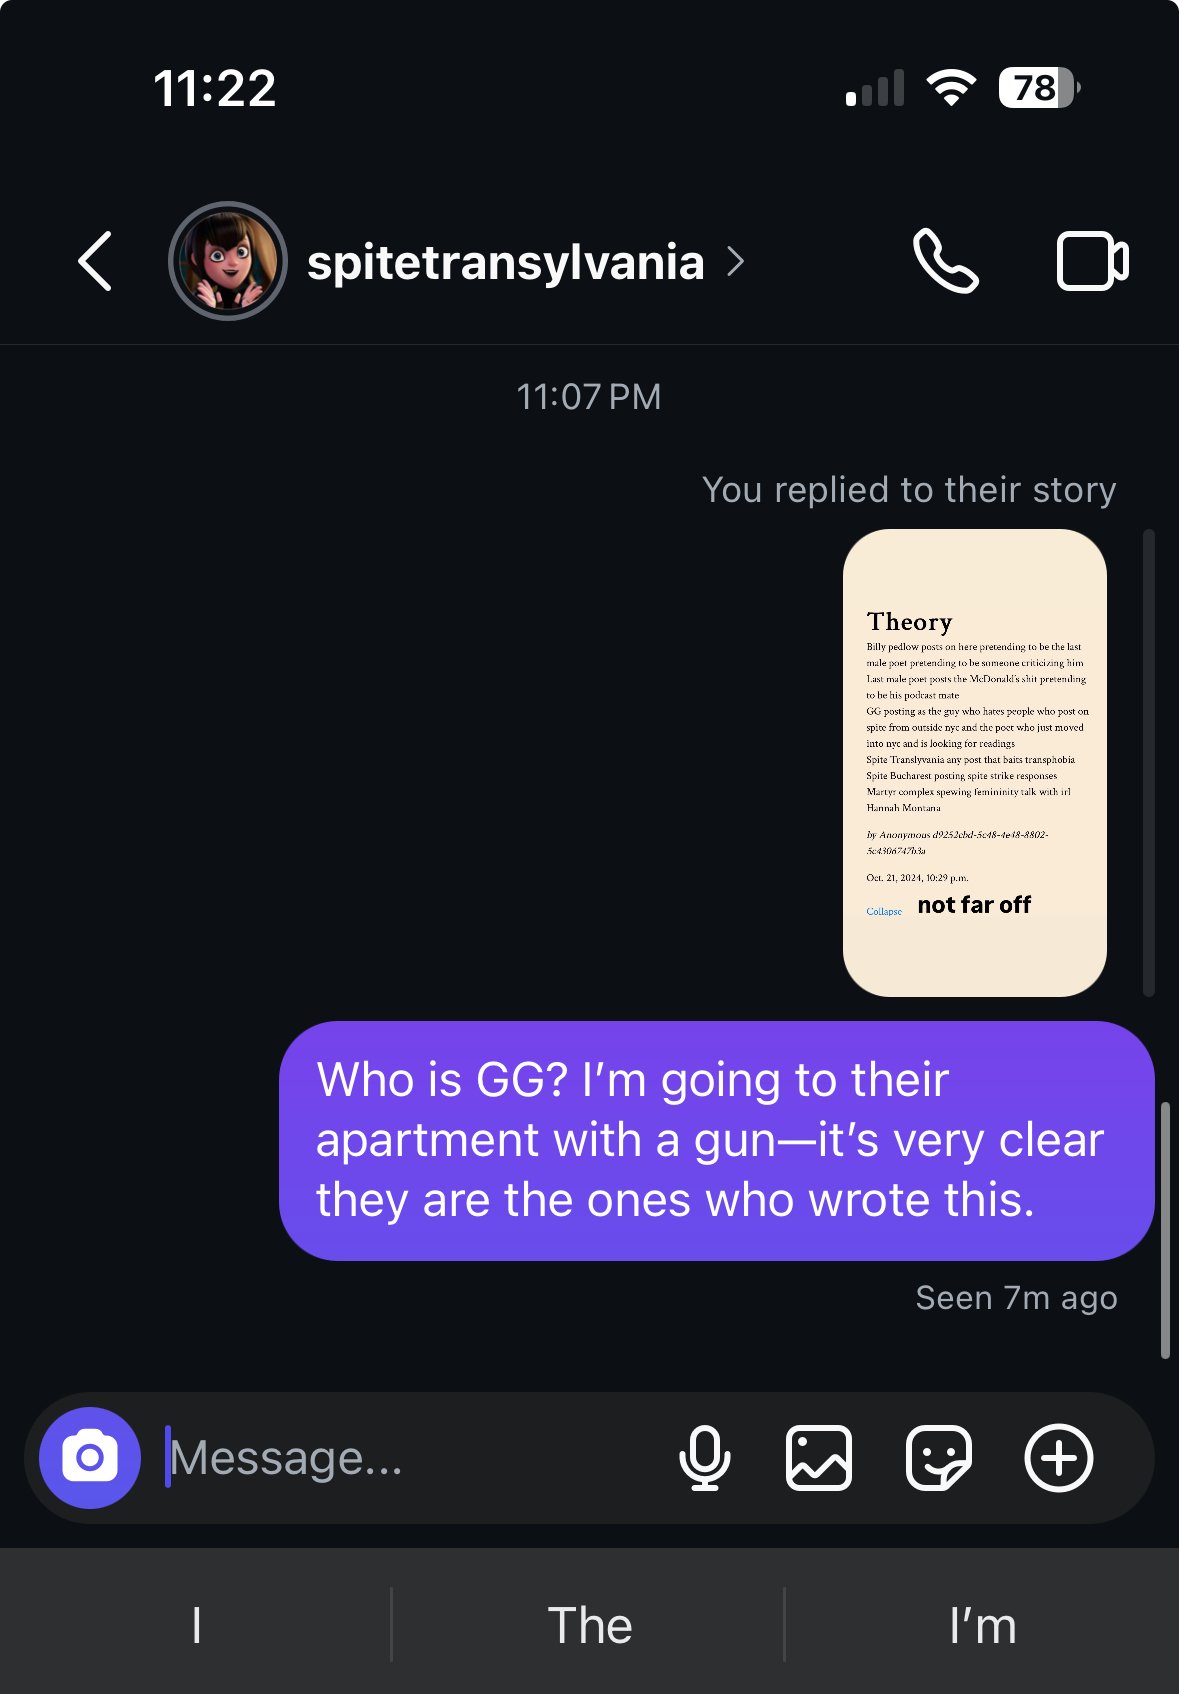 11:22
78
spitetransylvania
11:07 PM
You replied to their story
Theory
Billy pedlow posts on here pretending to be the last
male poet pretending to be someone criticizing him
Last male poet posts the McDonald's shit pretending
to be his podcast mate
GG posting as the guy who hates people who post on
spite from outside nyc and the poet who just moved
into nyc and is looking for readings
Spite Translyvania any post that baits transphobia
Spite Bucharest posting spite strike responses
Martyr complex spewing femininity talk with irl
Hannah Montana
by Anonymous d9252cbd-5c48-4e48-8802-
5c4306747b3a
Oct. 21, 2024, 10:29 p.m.
Collapse not far off
Who is GG? I’m going to their
apartment with a gun—it’s very clear
they are the ones who wrote this.
Seen 7m ago
Message...
I The I’m